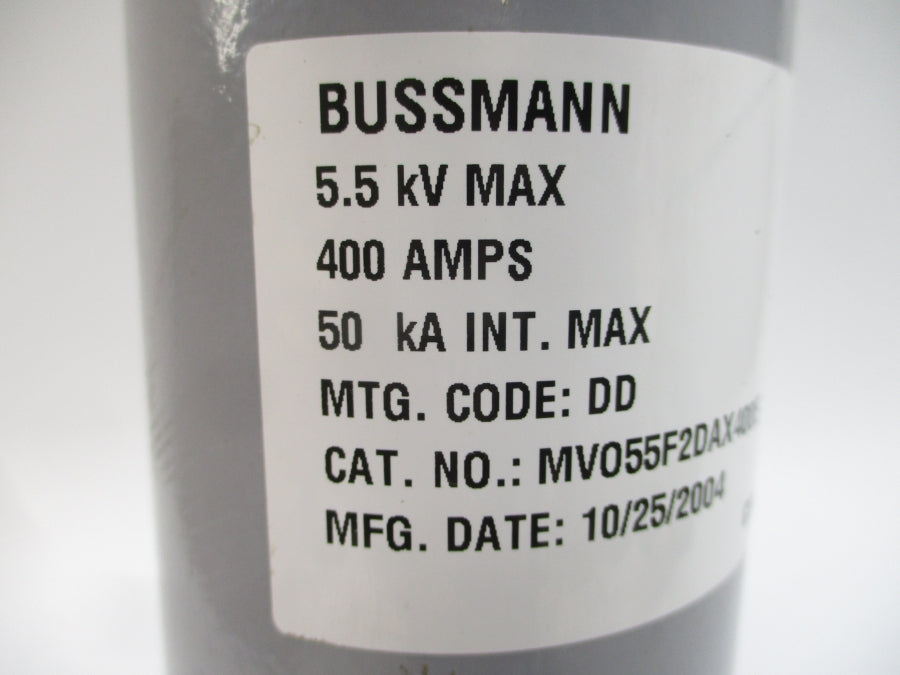 BUSSMANN
5.5 kV MAX
400 AMPS
50 kA INT. MAX
MTG. CODE: DD
CAT. NO.:
MFG. DATE: 10/25/2004